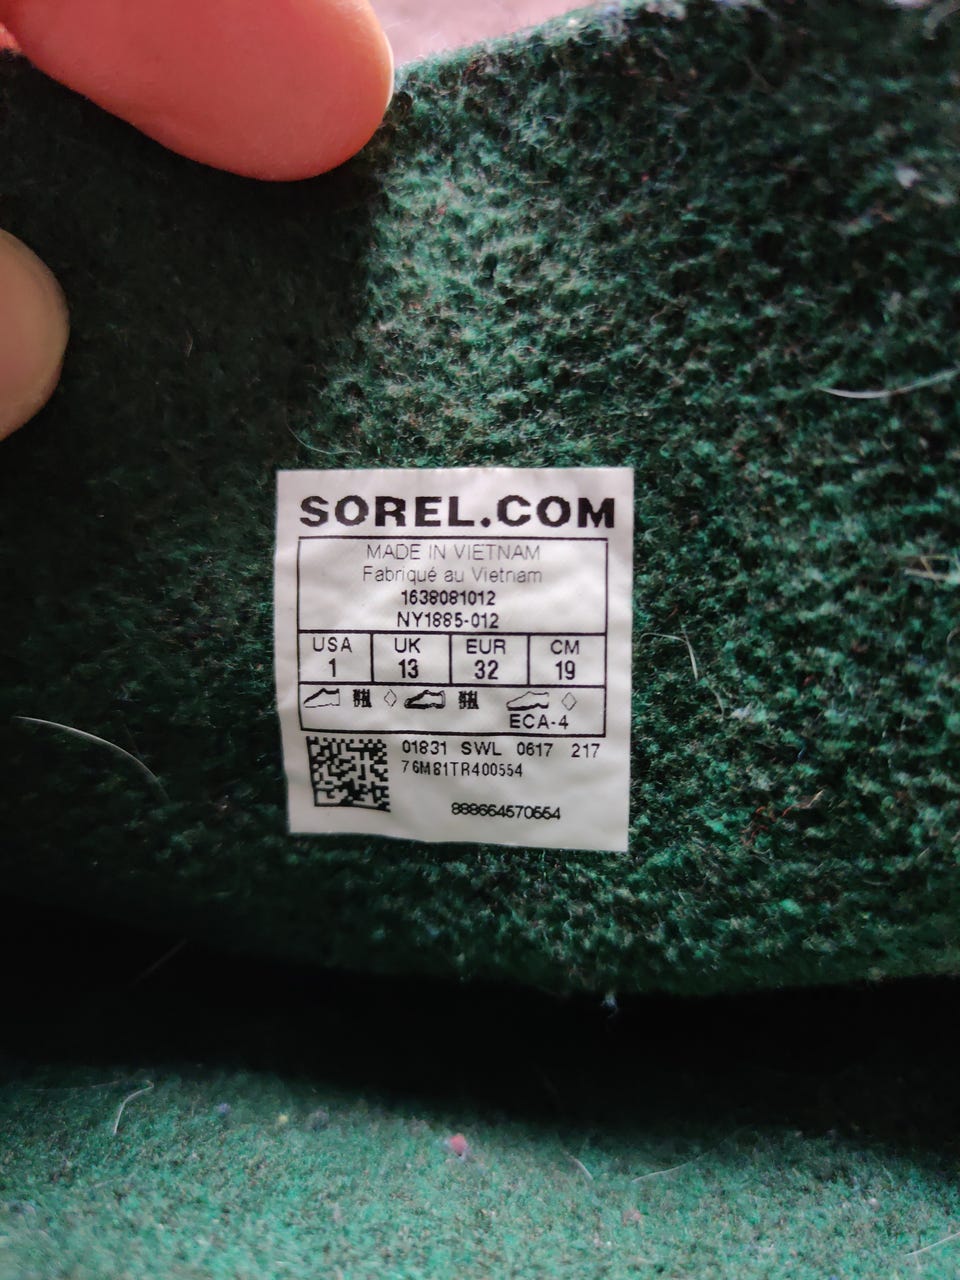 SOREL.COM
MADE IN VIETNAM
Fabriqué au Vietnam
1638081012
NY1885-012
USA UK EUR CM
1 13 32 19
ECA-4
01831 SWL 0617 217
76M81TR400554
888664570554